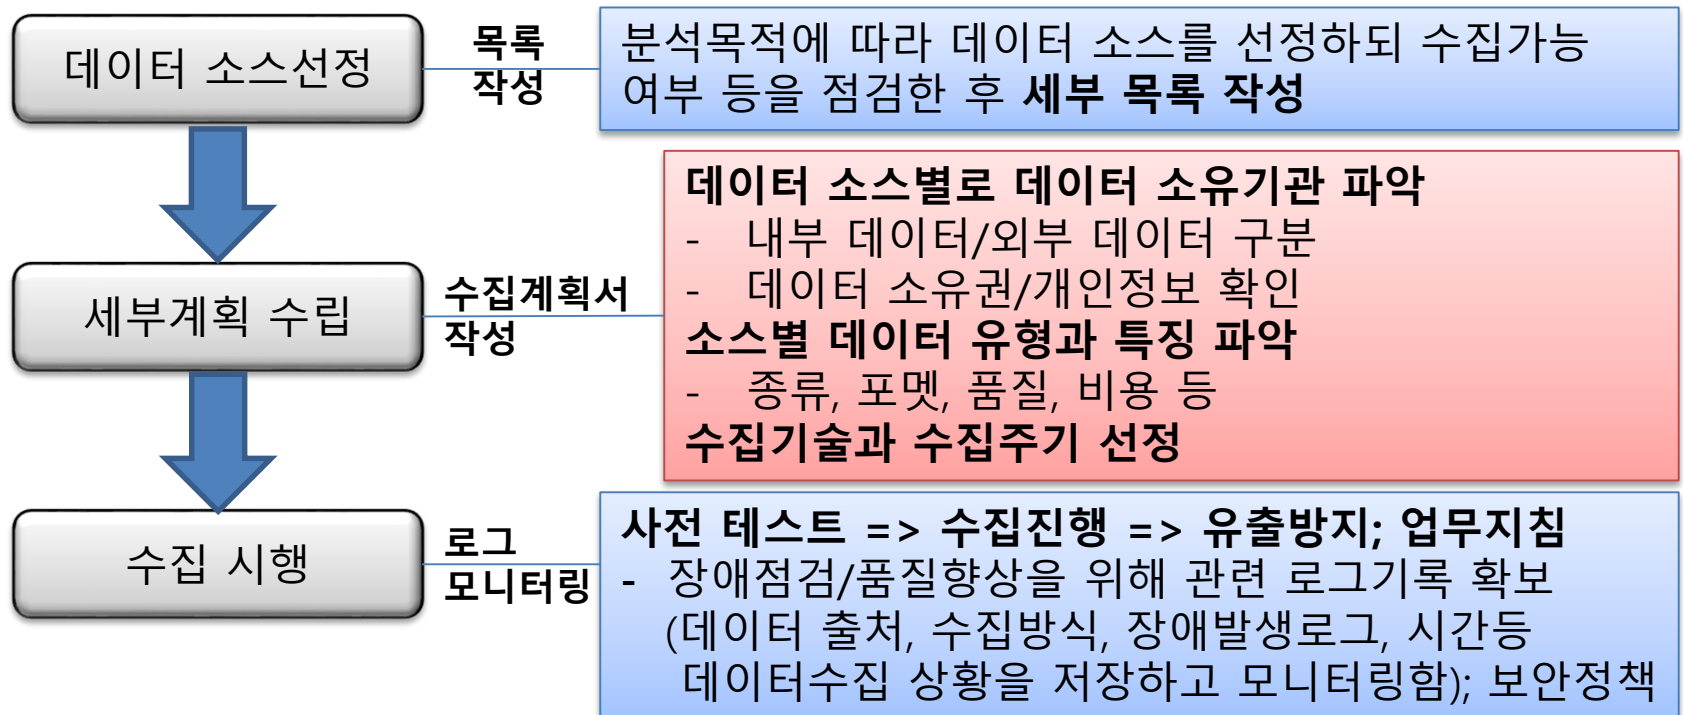 데이터 소스선정
목록
작성
분석목적에 따라 데이터 소스를 선정하되 수집가능
여부 등을 점검한 후 세부 목록 작성
세부계획 수립
수집계획서
작성
데이터 소스별로 데이터 소유기관 파악
- 내부 데이터/외부 데이터 구분
- 데이터 소유권/개인정보 확인
소스별 데이터 유형과 특징 파악
- 종류, 포멧, 품질, 비용 등
수집기술과 수집주기 선정
수집 시행
로그
모니터링
사전 테스트 => 수집진행 => 유출방지; 업무지침
- 장애점검/품질향상을 위해 관련 로그기록 확보
(데이터 출처, 수집방식, 장애발생로그, 시간등
데이터수집 상황을 저장하고 모니터링함); 보안정책